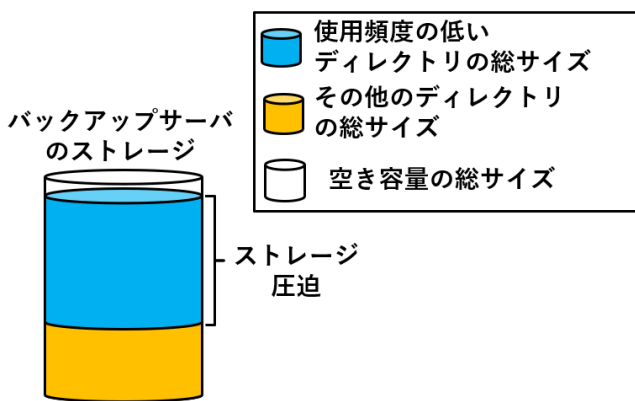 使用頻度の低い
ディレクトリの総サイズ
その他のディレクトリ
の総サイズ
空き容量の総サイズ
バックアップサーバ
のストレージ
ストレージ
圧迫